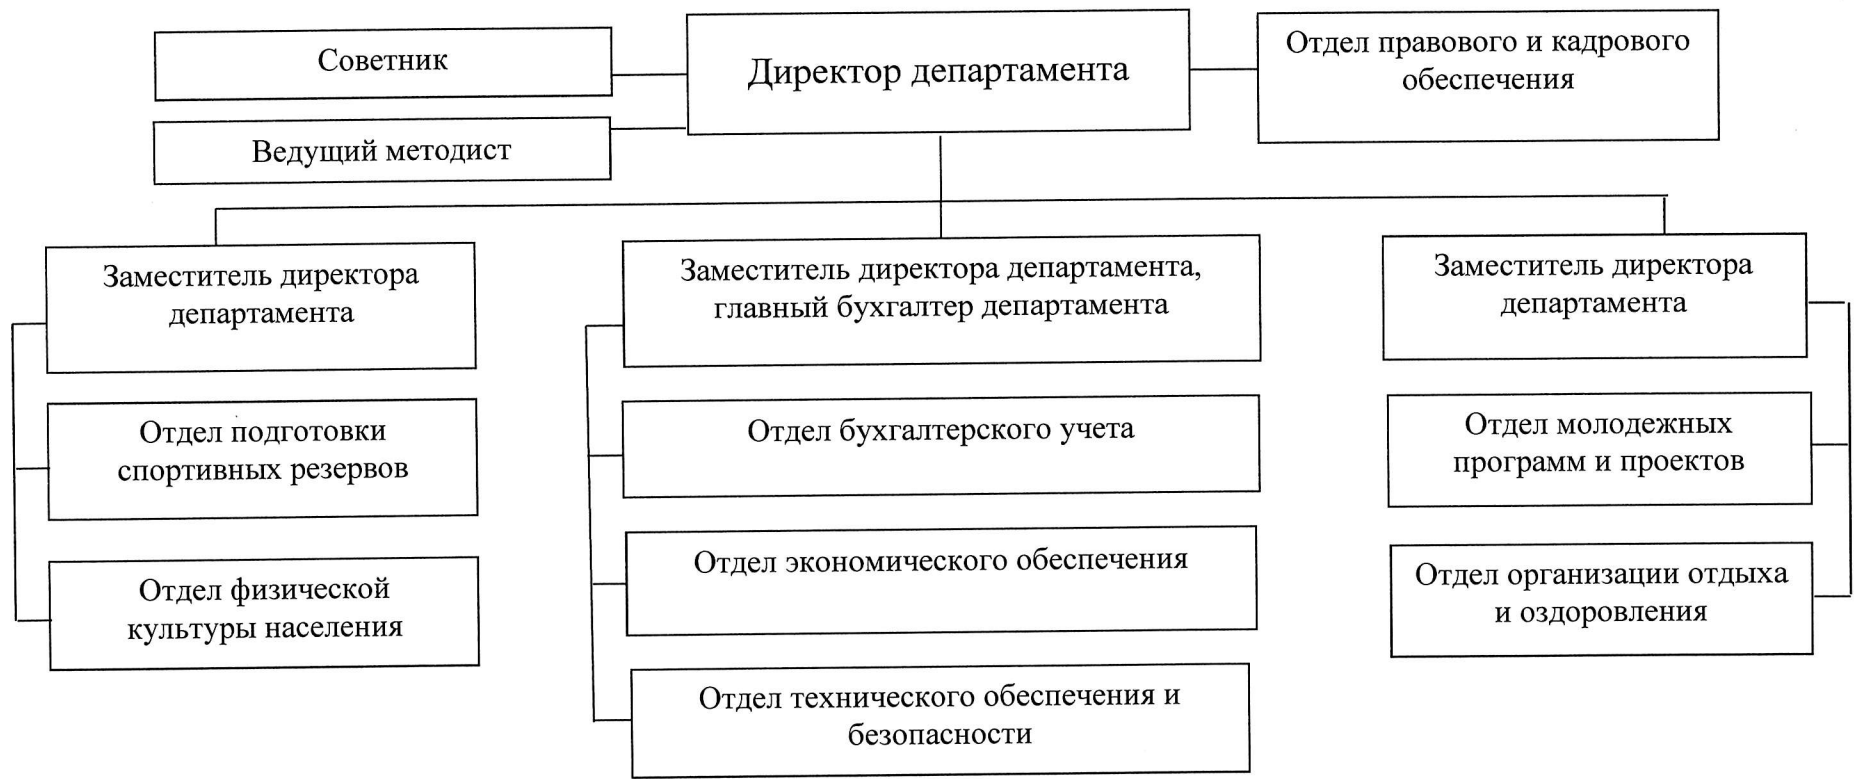 Советник
Ведущий методист
Директор департамента
Отдел правового и кадрового
обеспечения
Заместитель директора
департамента
Отдел подготовки
спортивных резервов
Отдел физической
культуры населения
Заместитель директора департамента,
главный бухгалтер департамента
Отдел бухгалтерского учета
Отдел экономического обеспечения
Отдел технического обеспечения и
безопасности
Заместитель директора
департамента
Отдел молодежных
программ и проектов
Отдел организации отдыха
и оздоровления